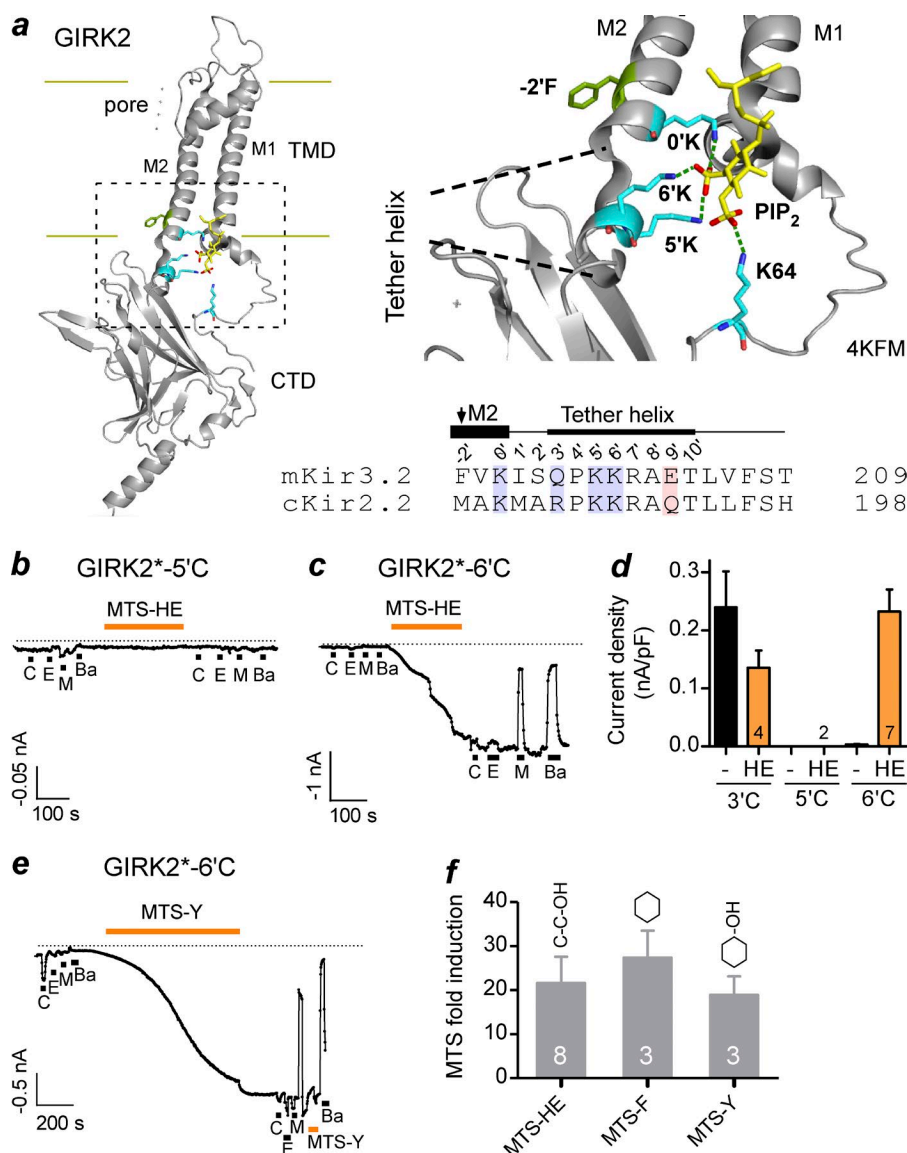 a
GIRK2
pore
M2
M1
TMD
CTD
M2
M1
-2'F
0'K
6'K
5'K
PIP2
K64
Tether helix
4KFM
M2
Tether helix
-2' 0' 1' 2' 3' 4' 5' 6' 7' 8' 9' 10'
mKir3.2 FVKISQPKKRAETLVFST 209
cKir2.2 MAKMARPKKRAQTLLFSH 198
b
GIRK2*-5'C
MTS-HE
C E M Ba
C E M Ba
-0.05 nA
100 s
c
GIRK2*-6'C
MTS-HE
C E M Ba
C E M Ba
-1 nA
100 s
d
Current density
(nA/pF)
0.3
0.2
0.1
0.0
4 2 7
- HE - HE - HE
3'C 5'C 6'C
e
GIRK2*-6'C
MTS-Y
C E M Ba
C E M Ba
MTS-Y
-0.5 nA
200 s
f
MTS fold induction
40
30
20
10
0
C-C-OH
-OH
8 3 3
MTS-HE MTS-F MTS-Y